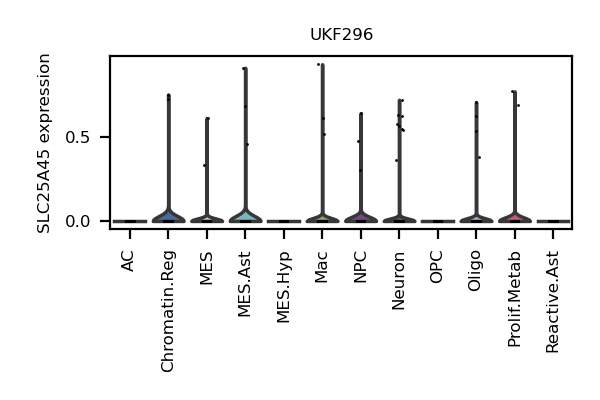 UKF296
SLC25A45 expression
0.5
0.0
AC
Chromatin.Reg
MES
MES.Ast
MES.Hyp
Mac
NPC
Neuron
OPC
Oligo
Prolif.Metab
Reactive.Ast